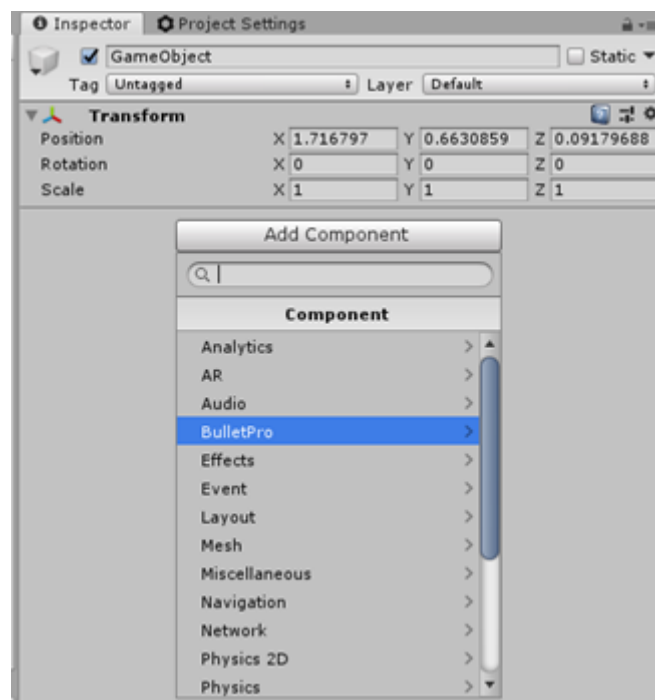 Inspector Project Settings
GameObject Static
Tag Untagged Layer Default
Transform
Position X 1.716797 Y 0.6630859 Z 0.09179688
Rotation X 0 Y 0 Z 0
Scale X 1 Y 1 Z 1
Add Component
Component
Analytics
AR
Audio
BulletPro
Effects
Event
Layout
Mesh
Miscellaneous
Navigation
Network
Physics 2D
Physics